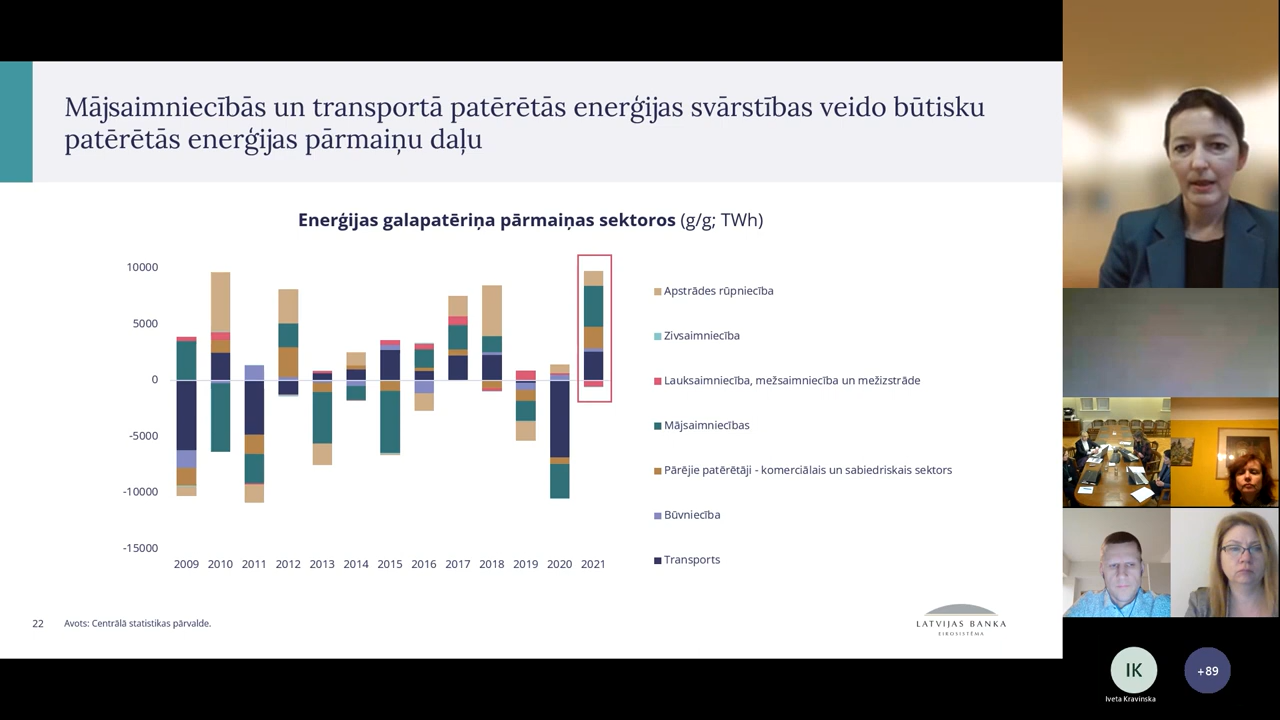 Mājsaimniecībās un transportā patērētās enerģijas svārstības veido būtisku
patērētās enerģijas pārmaiņu daļu
Enerģijas galapatēriņa pārmaiņas sektoros (g/g; TWh)
10000
5000
0
-5000
-10000
-15000
2009 2010 2011 2012 2013 2014 2015 2016 2017 2018 2019 2020 2021
Apstrādes rūpniecība
Zivsaimniecība
Lauksaimniecība, mežsaimniecība un mežizstrāde
Mājsaimniecības
Pārējie patērētāji - komerciālais un sabiedriskais sektors
Būvniecība
Transports
22 Avots: Centrālā statistikas pārvalde.
LATVIJAS BANKA
EIROSISTĒMA
IK
Iveta Kravinska
+89